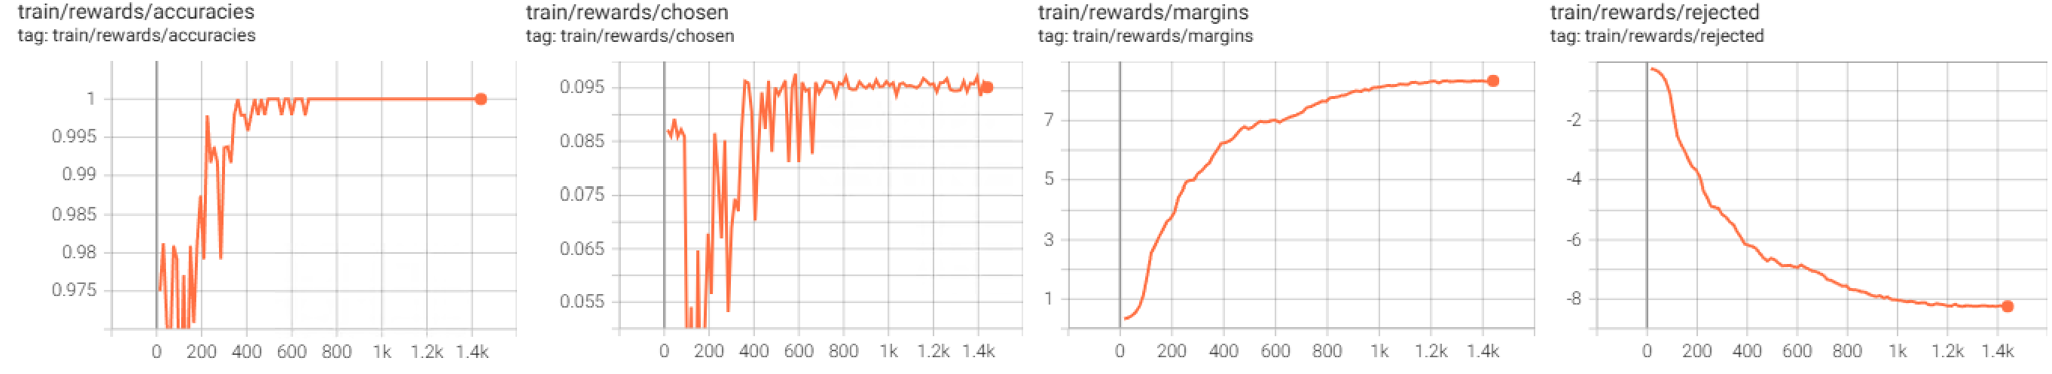 train/rewards/accuracies
tag: train/rewards/accuracies
1
0.995
0.99
0.985
0.98
0.975
0 200 400 600 800 1k 1.2k 1.4k
train/rewards/chosen
tag: train/rewards/chosen
0.095
0.085
0.075
0.065
0.055
0 200 400 600 800 1k 1.2k 1.4k
train/rewards/margins
tag: train/rewards/margins
7
5
3
1
0 200 400 600 800 1k 1.2k 1.4k
train/rewards/rejected
tag: train/rewards/rejected
-2
-4
-6
-8
0 200 400 600 800 1k 1.2k 1.4k